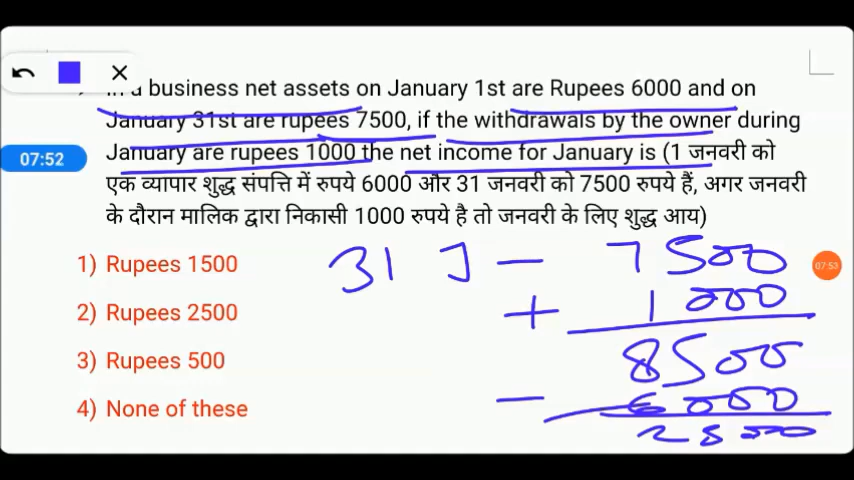 In a business net assets on January 1st are Rupees 6000 and on
January 31st are rupees 7500, if the withdrawals by the owner during
07:52
January are rupees 1000 the net income for January is (1 जनवरी को
एक व्यापार शुद्ध संपत्ति में रुपये 6000 और 31 जनवरी को 7500 रुपये हैं, अगर जनवरी
के दौरान मालिक द्वारा निकासी 1000 रुपये है तो जनवरी के लिए शुद्ध आय)
31 J - 7500
07:53
1) Rupees 1500
+ 1000
2) Rupees 2500
8500
3) Rupees 500
- 6000
4) None of these
2500